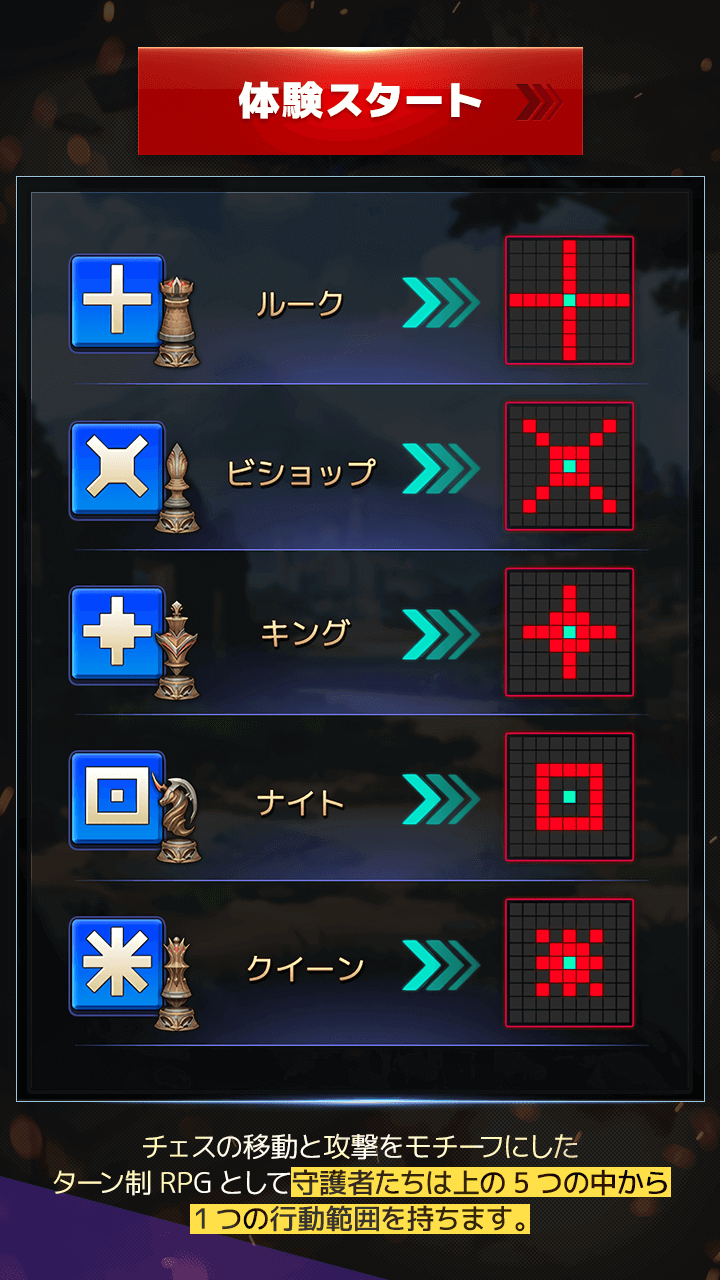 体験スタート
ルーク
ビショップ
キング
ナイト
クイーン
チェスの移動と攻撃をモチーフにした
ターン制 RPG として守護者たちは上の 5 つの中から
1 つの行動範囲を持ちます。